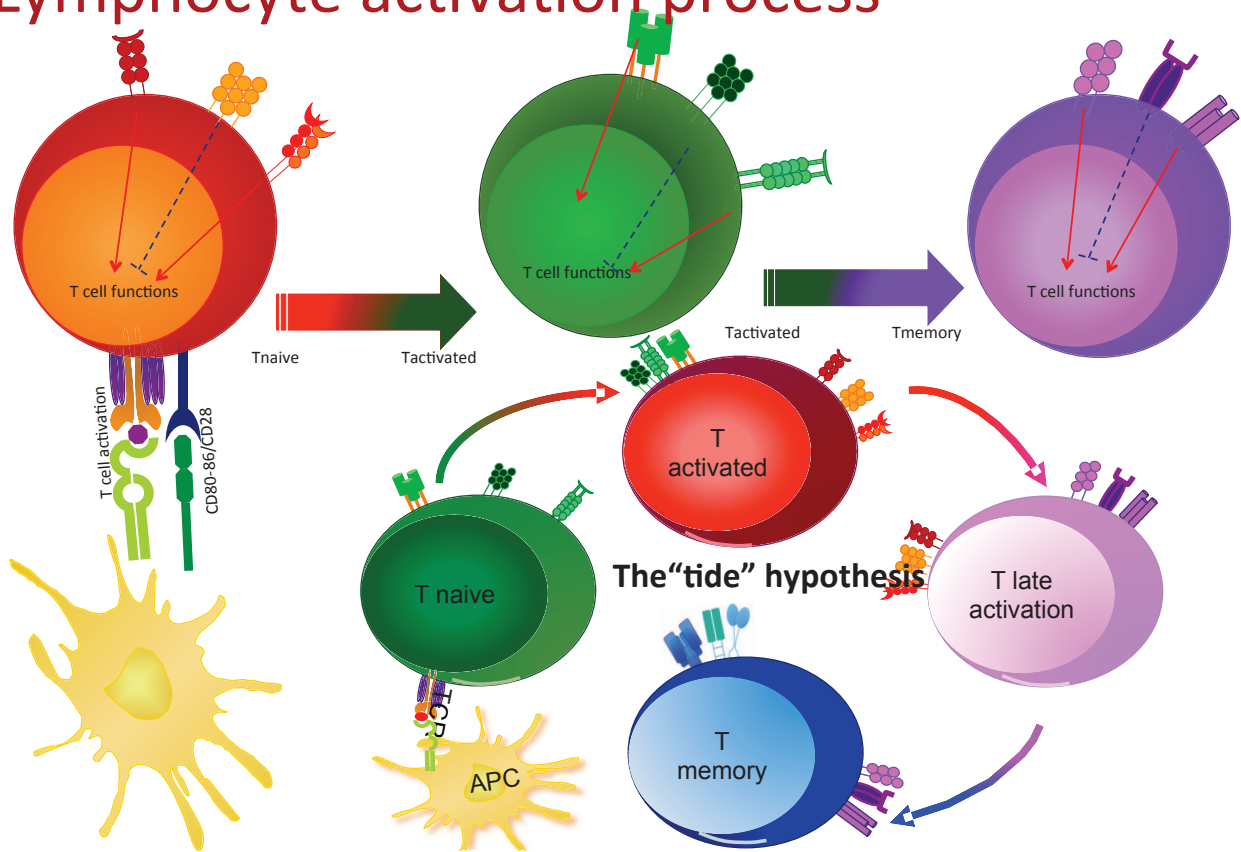 Lymphocyte activation process
T cell functions
T cell functions
T cell functions
Tnaive
Tactivated
Tactivated
Tmemory
T cell activation
CD80-86/CD28
T
activated
T naive
The“tide” hypothesis
T late
activation
T
memory
TCR
APC